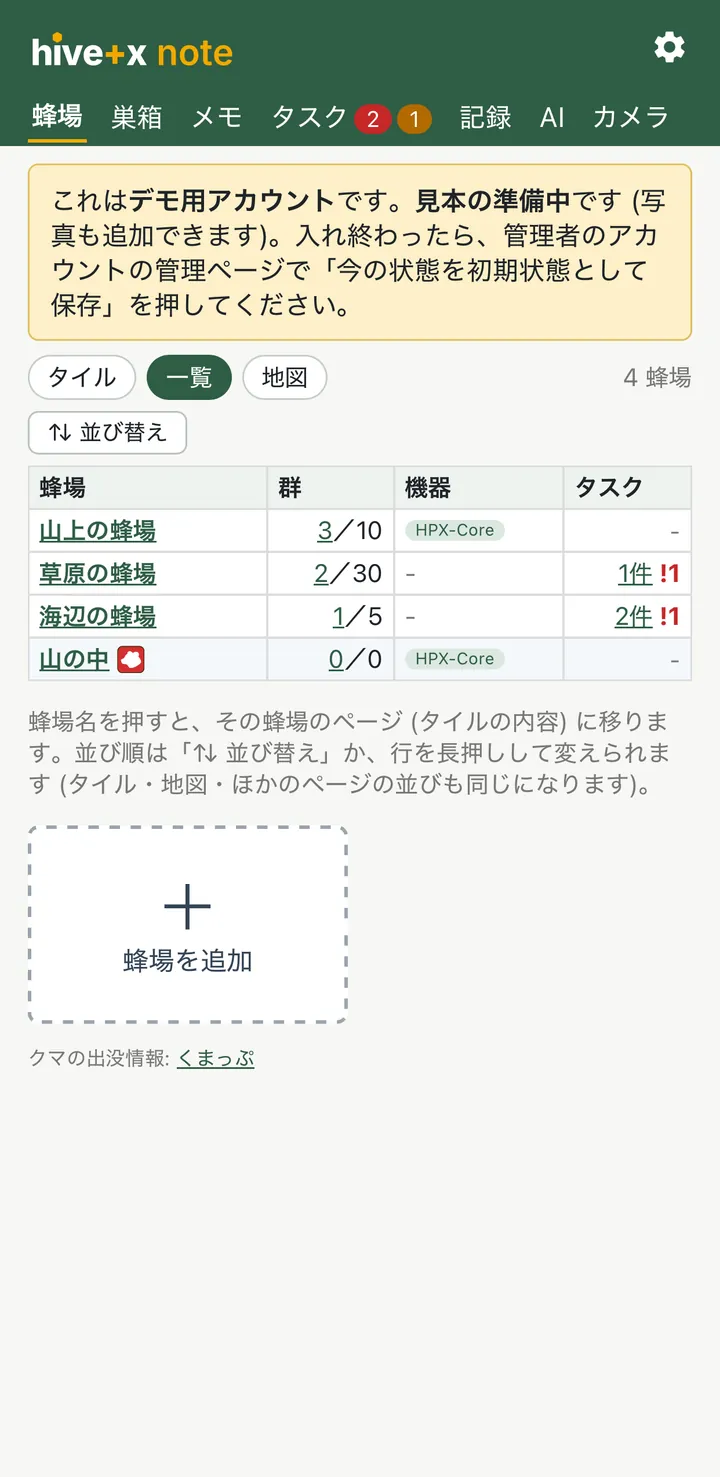 hive+x note
蜂場 巣箱 メモ タスク 2 1 記録 AI カメラ
これはデモ用アカウントです。見本の準備中です (写
真も追加できます)。入れ終わったら、管理者のアカ
ウントの管理ページで「今の状態を初期状態として
保存」を押してください。
タイル 一覧 地図 4 蜂場
↑↓ 並び替え
蜂場 群 機器 タスク
山上の蜂場 3／10 HPX-Core -
草原の蜂場 2／30 - 1件 !1
海辺の蜂場 1／5 - 2件 !1
山の中 0／0 HPX-Core -
蜂場名を押すと、その蜂場のページ (タイルの内容) に移りま
す。並び順は「↑↓ 並び替え」か、行を長押しして変えられま
す (タイル・地図・ほかのページの並びも同じになります)。
蜂場を追加
クマの出没情報: くまっぷ